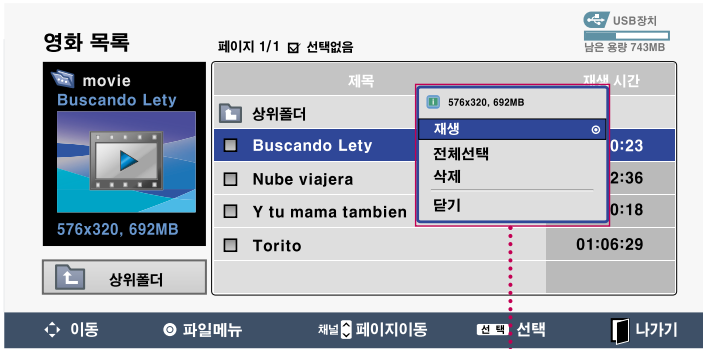 영화 목록
페이지 1/1 선택없음
USB장치
남은 용량 743MB
movie
Buscando Lety
576x320, 692MB
상위폴더
제목
재생 시간
상위폴더
Buscando Lety
0:23
Nube viajera
2:36
Y tu mama tambien
0:18
Torito
01:06:29
576x320, 692MB
재생
전체선택
삭제
닫기
이동
파일메뉴
채널 페이지이동
선 택 선택
나가기